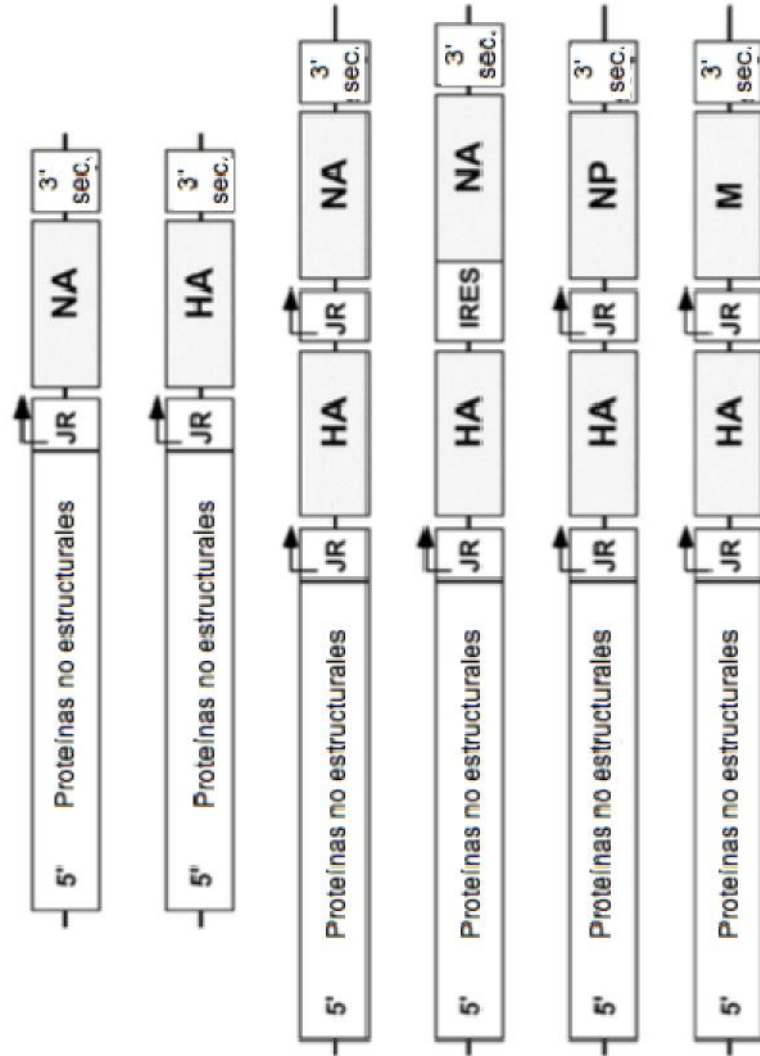 5' Proteínas no estructurales JR NA 3' sec.
5' Proteínas no estructurales JR HA 3' sec.
5' Proteínas no estructurales JR HA JR NA 3' sec.
5' Proteínas no estructurales JR HA IRES NA 3' sec.
5' Proteínas no estructurales JR HA JR NP 3' sec.
5' Proteínas no estructurales JR HA JR M 3' sec.